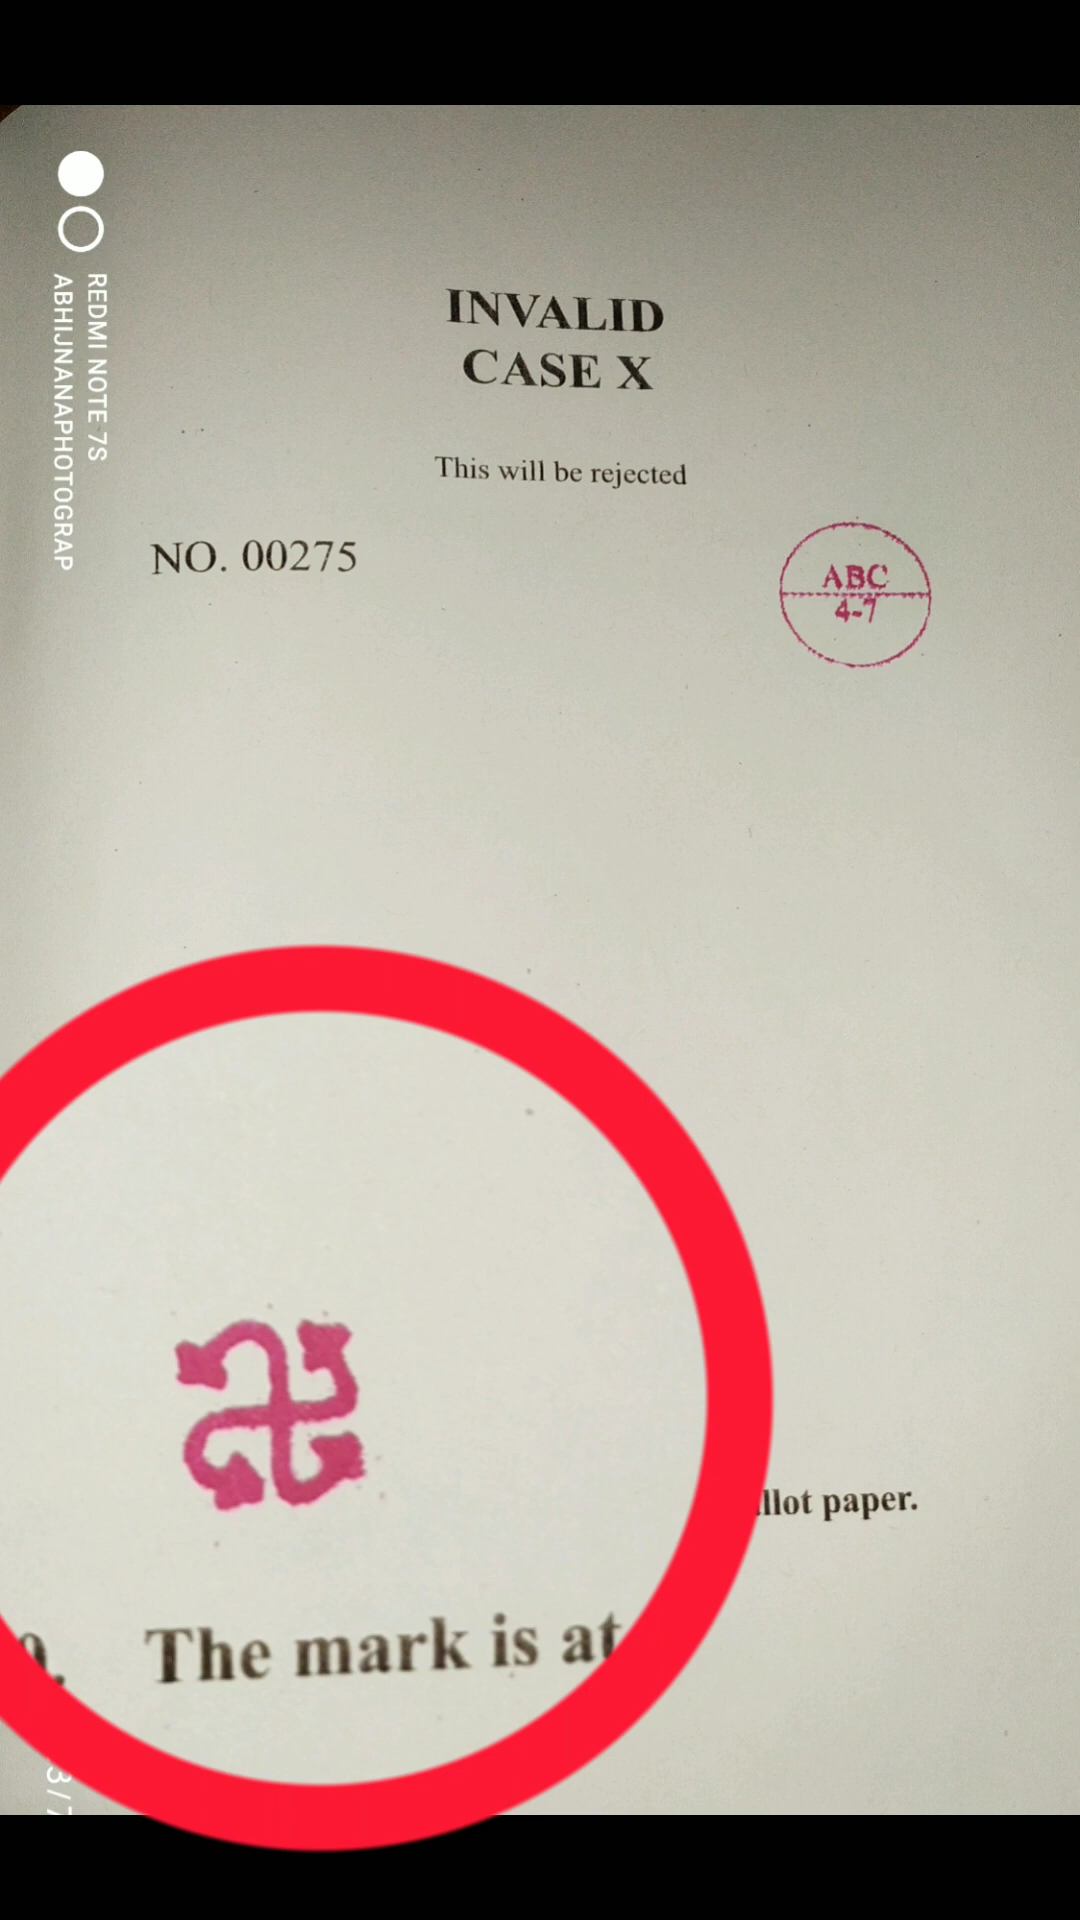 REDMI NOTE 7S
ABHIJNANAPHOTOGRAP
INVALID
CASE X
This will be rejected
NO. 00275
ABC
4-7
llot paper.
The mark is at